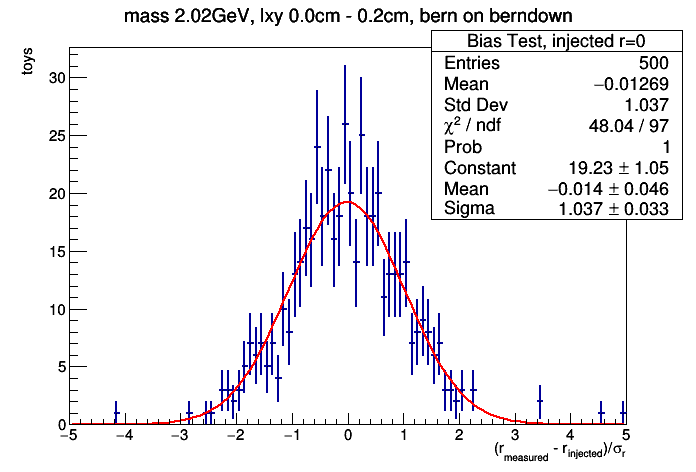 mass 2.02GeV, lxy 0.0cm - 0.2cm, bern on berndown
Bias Test, injected r=0
Entries 500
Mean −0.01269
Std Dev 1.037
χ² / ndf 48.04 / 97
Prob 1
Constant 19.23 ± 1.05
Mean −0.014 ± 0.046
Sigma 1.037 ± 0.033
toys
30
25
20
15
10
5
0
−5 −4 −3 −2 −1 0 1 2 3 4 5
(r_measured - r_injected)/σ_r